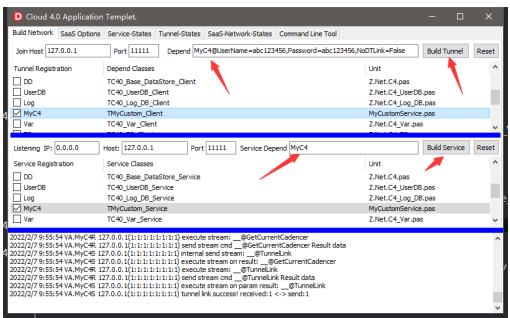 Cloud 4.0 Application Templet.
Build Network SaaS Options Service-States Tunnel-States SaaS-Network-States Command Line Tool
Join Host 127.0.0.1 Port 11111 Depend MyC4@UserName=abc123456,Password=abc123456,NoDTLink=False Build Tunnel Reset
Tunnel Registration Depend Classes Unit
DD TC40_Base_DataStore_Client Z.Net.C4.pas
UserDB TC40_UserDB_Client Z.Net.C4_UserDB.pas
Log TC40_Log_DB_Client Z.Net.C4_Log_DB.pas
MyC4 TMyCustom_Client MyCustomService.pas
Var TC40_Var_Client Z.Net.C4_Var.pas
Listening IP: 0.0.0.0 Host: 127.0.0.1 Port 11111 Service Depend MyC4 Build Service Reset
Service Registration Service Classes Unit
DD TC40_Base_DataStore_Service Z.Net.C4.pas
UserDB TC40_UserDB_Service Z.Net.C4_UserDB.pas
Log TC40_Log_DB_Service Z.Net.C4_Log_DB.pas
MyC4 TMyCustom_Service MyCustomService.pas
Var TC40_Var_Service Z.Net.C4_Var.pas
2022/2/7 9:55:54 VA.MyC4R 127.0.0.1(1:1:1:1:1:1:1:1) execute stream: __@GetCurrentCadencer
2022/2/7 9:55:54 VA.MyC4R 127.0.0.1(1:1:1:1:1:1:1:1) send stream cmd __@GetCurrentCadencer Result data
2022/2/7 9:55:54 VA.MyC4S 127.0.0.1(1:1:1:1:1:1:1:1) internal send stream: __@TunnelLink
2022/2/7 9:55:54 VA.MyC4S 127.0.0.1(1:1:1:1:1:1:1:1) execute stream on result: __@GetCurrentCadencer
2022/2/7 9:55:54 VA.MyC4R 127.0.0.1(1:1:1:1:1:1:1:1) execute stream: __@TunnelLink
2022/2/7 9:55:54 VA.MyC4R 127.0.0.1(1:1:1:1:1:1:1:1) send stream cmd __@TunnelLink Result data
2022/2/7 9:55:54 VA.MyC4S 127.0.0.1(1:1:1:1:1:1:1:1) execute stream on param result: __@TunnelLink
2022/2/7 9:55:54 VA.MyC4S 127.0.0.1(1:1:1:1:1:1:1:1) tunnel link success! received:1 <-> send:1